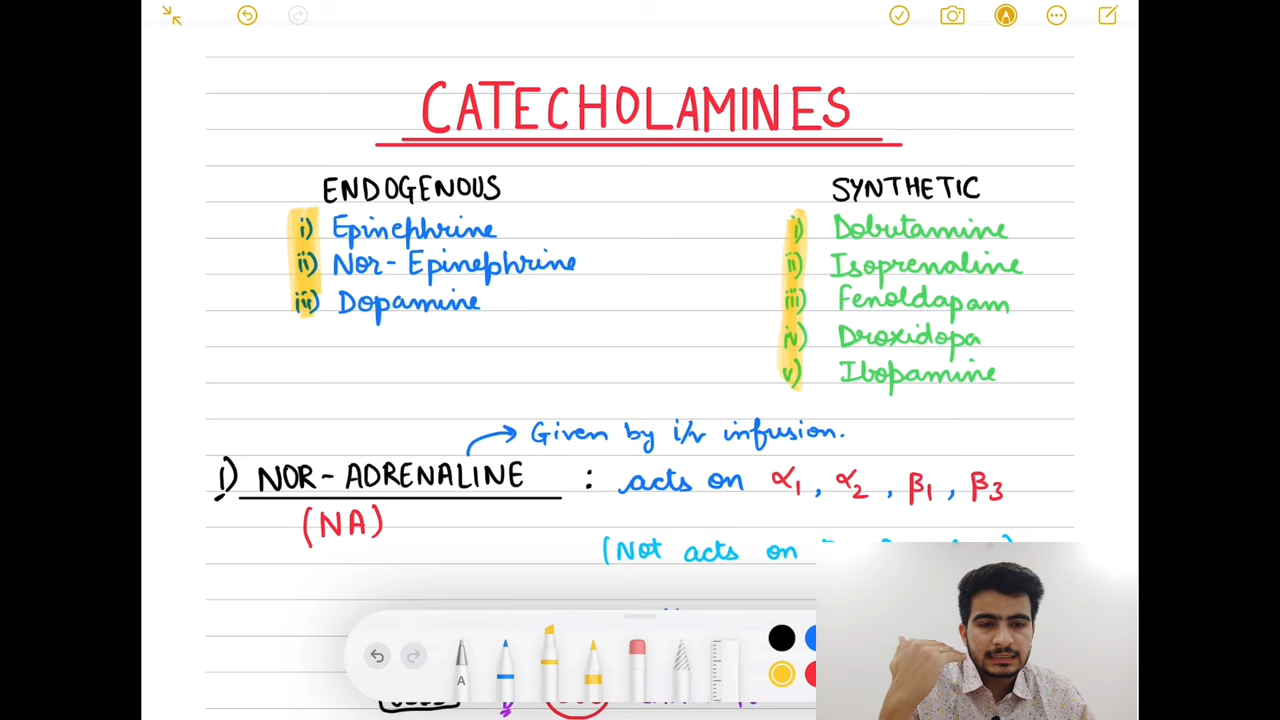 CATECHOLAMINES
ENDOGENOUS
i) Epinephrine
ii) Nor-Epinephrine
iii) Dopamine
SYNTHETIC
i) Dobutamine
ii) Isoprenaline
iii) Fenoldapam
iv) Droxidopa
v) Ibopamine
Given by i/v infusion.
1) NOR-ADRENALINE : acts on α1, α2, β1, β3
(NA)
(Not acts on
A